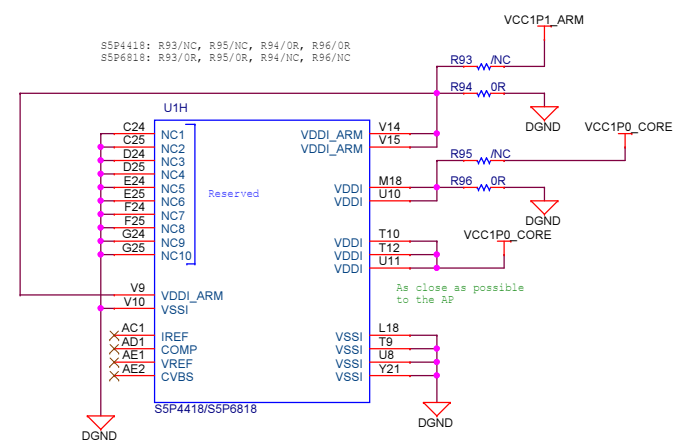 VCC1P1_ARM
S5P4418: R93/NC, R95/NC, R94/0R, R96/0R
S5P6818: R93/0R, R95/0R, R94/NC, R96/NC
R93 /NC
R94 0R
DGND
U1H
C24 NC1
C25 NC2
D24 NC3
D25 NC4
E24 NC5
E25 NC6
F24 NC7
F25 NC8
G24 NC9
G25 NC10
Reserved
V9 VDDI_ARM
V10 VSSI
AC1 IREF
AD1 COMP
AE1 VREF
AE2 CVBS
VDDI_ARM V14
VDDI_ARM V15
VDDI M18
VDDI U10
VDDI T10
VDDI T12
VDDI U11
VSSI L18
VSSI T9
VSSI U8
VSSI Y21
VCC1P0_CORE
R95 /NC
R96 0R
DGND
VCC1P0_CORE
As close as possible
to the AP
S5P4418/S5P6818
DGND
DGND